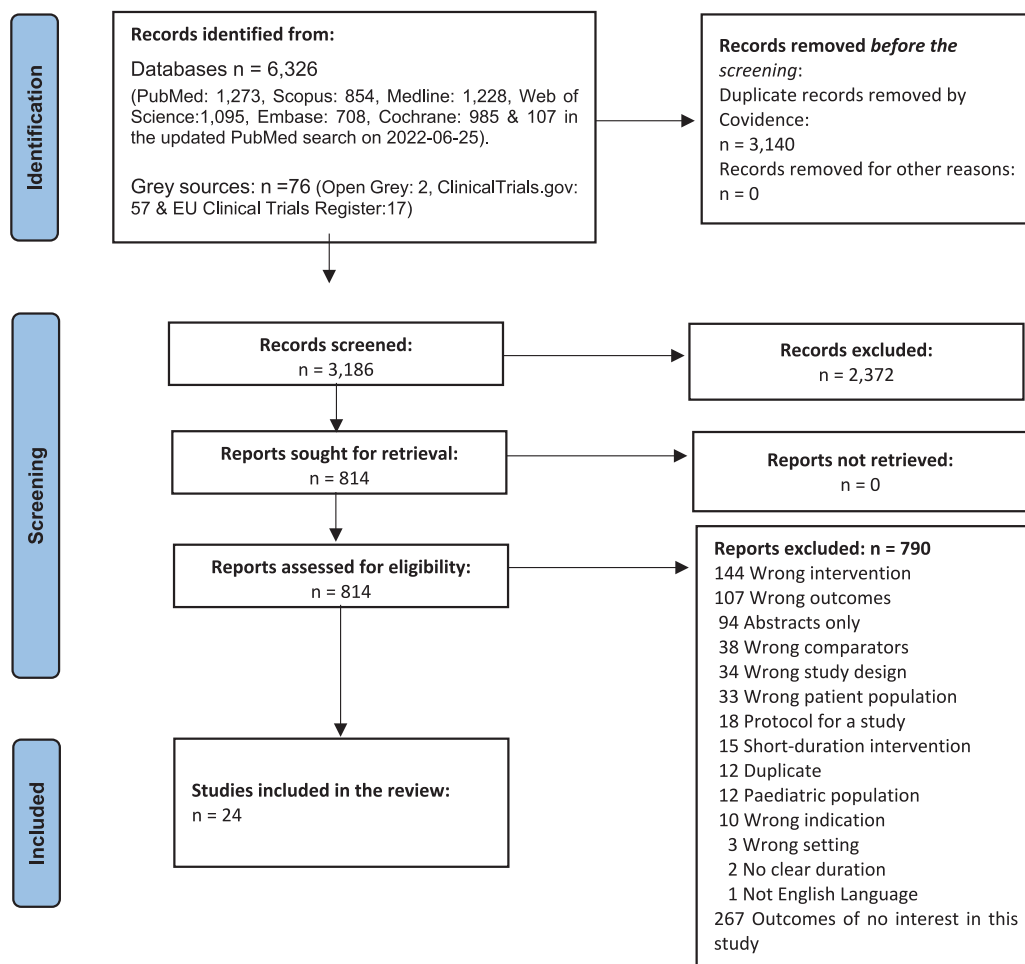 Identification
Records identified from:
Databases n = 6,326
(PubMed: 1,273, Scopus: 854, Medline: 1,228, Web of
Science:1,095, Embase: 708, Cochrane: 985 & 107 in
the updated PubMed search on 2022-06-25).
Grey sources: n =76 (Open Grey: 2, ClinicalTrials.gov:
57 & EU Clinical Trials Register:17)
Records removed before the
screening:
Duplicate records removed by
Covidence:
n = 3,140
Records removed for other reasons:
n = 0
Screening
Records screened:
n = 3,186
Records excluded:
n = 2,372
Reports sought for retrieval:
n = 814
Reports not retrieved:
n = 0
Reports assessed for eligibility:
n = 814
Reports excluded: n = 790
144 Wrong intervention
107 Wrong outcomes
94 Abstracts only
38 Wrong comparators
34 Wrong study design
33 Wrong patient population
18 Protocol for a study
15 Short-duration intervention
12 Duplicate
12 Paediatric population
10 Wrong indication
3 Wrong setting
2 No clear duration
1 Not English Language
267 Outcomes of no interest in this
study
Included
Studies included in the review:
n = 24